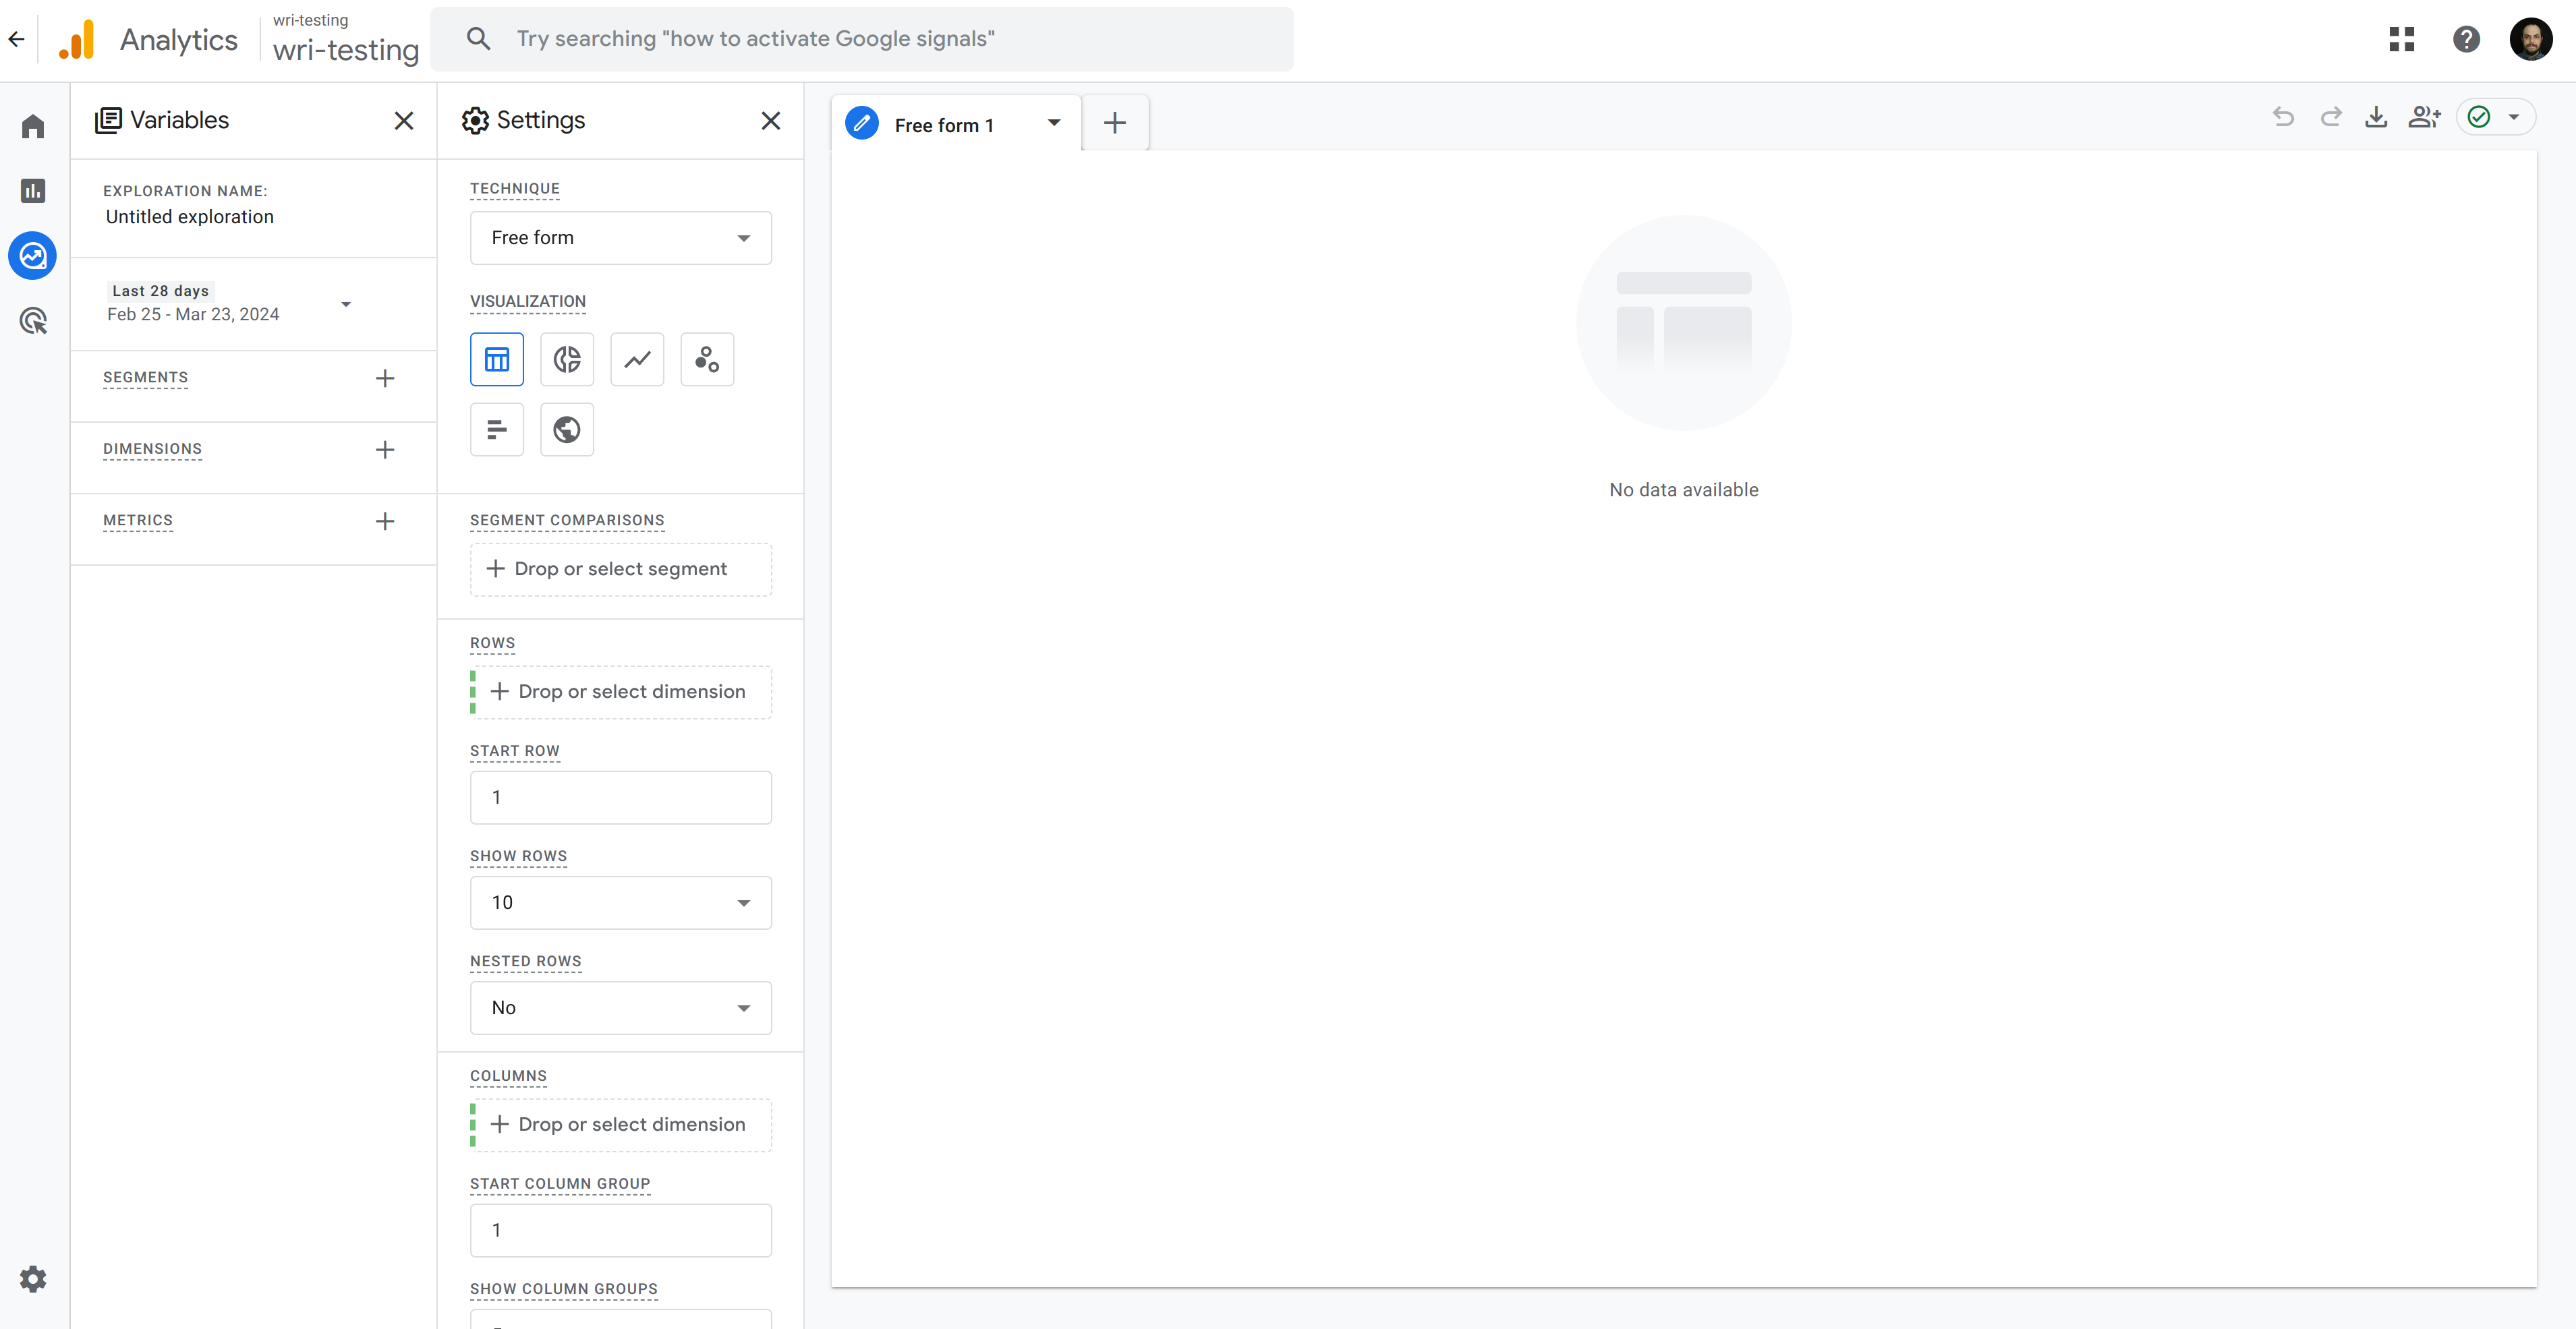 Analytics
wri-testing
wri-testing
Try searching "how to activate Google signals"
Variables
EXPLORATION NAME:
Untitled exploration
Last 28 days
Feb 25 - Mar 23, 2024
SEGMENTS
DIMENSIONS
METRICS
Settings
TECHNIQUE
Free form
VISUALIZATION
SEGMENT COMPARISONS
Drop or select segment
ROWS
Drop or select dimension
START ROW
1
SHOW ROWS
10
NESTED ROWS
No
COLUMNS
Drop or select dimension
START COLUMN GROUP
1
SHOW COLUMN GROUPS
Free form 1
No data available